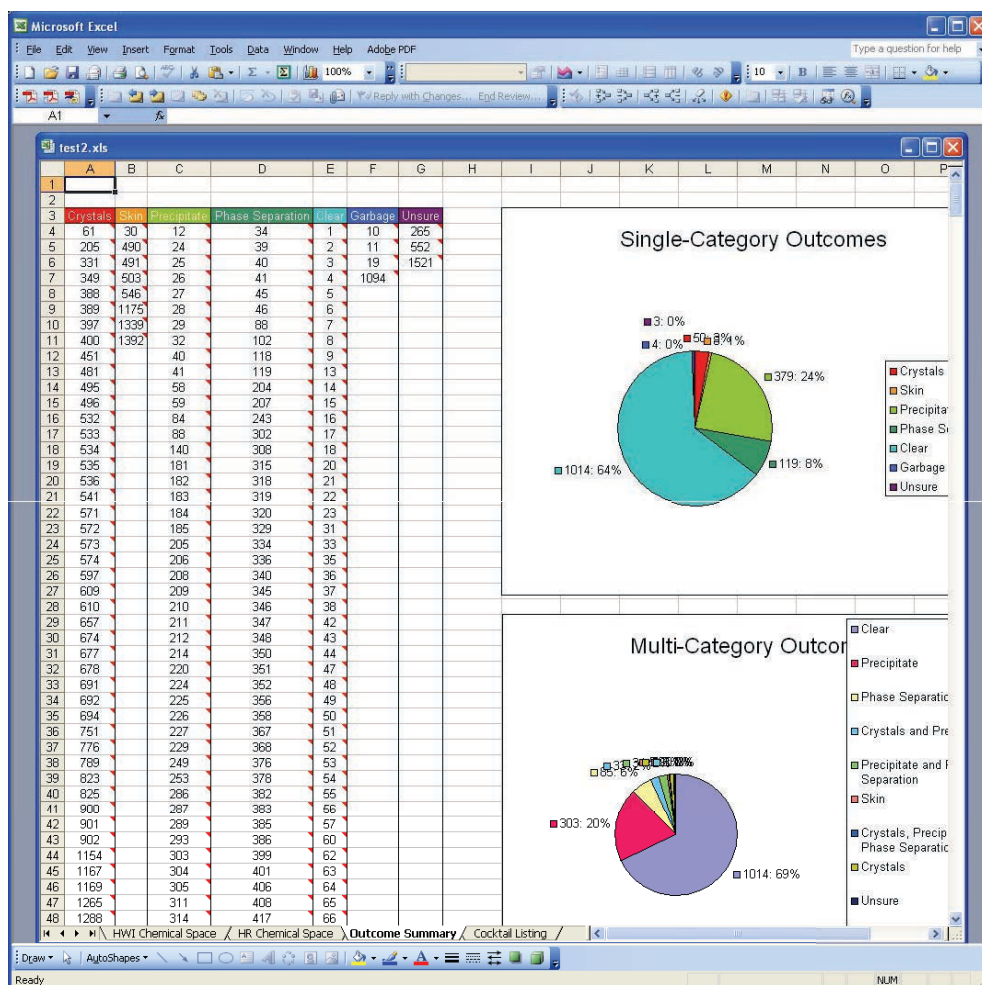 Microsoft Excel
File Edit View Insert Format Tools Data Window Help Adobe PDF Type a question for help
100% 10 B
Reply with Changes... End Review...
A1 fx
test2.xls
A B C D E F G H I J K L M N O P
1
2
3 Crystals Skin Precipitate Phase Separation Clear Garbage Unsure
4 61 30 12 34 1 10 265
5 205 490 24 39 2 11 552
6 331 491 25 40 3 19 1521
7 349 503 26 41 4 1094
8 388 546 27 45 5
9 389 1175 28 46 6
10 397 1339 29 88 7
11 400 1392 32 102 8
12 451 40 118 9
13 481 41 119 13
14 495 58 204 14
15 496 59 207 15
16 532 84 243 16
17 533 88 302 17
18 534 140 308 18
19 535 181 315 20
20 536 182 318 21
21 541 183 319 22
22 571 184 320 23
23 572 185 329 31
24 573 205 334 33
25 574 206 336 35
26 597 208 340 36
27 609 209 345 37
28 610 210 346 38
29 657 211 347 42
30 674 212 348 43
31 677 214 350 44
32 678 220 351 47
33 691 224 352 48
34 692 225 356 49
35 694 226 358 50
36 751 227 367 51
37 776 229 368 52
38 789 249 376 53
39 823 253 378 54
40 825 286 382 55
41 900 287 383 56
42 901 289 385 57
43 902 293 386 60
44 1154 303 399 62
45 1167 304 401 63
46 1169 305 406 64
47 1265 311 408 65
48 1288 314 417 66
Single-Category Outcomes
3: 0%
4: 0%
379: 24%
119: 8%
1014: 64%
Crystals
Skin
Precipita
Phase S
Clear
Garbage
Unsure
Multi-Category Outcor
85: 6%
303: 20%
1014: 69%
Clear
Precipitate
Phase Separatic
Crystals and Pre
Precipitate and
Separation
Skin
Crystals, Precip
Phase Separatic
Crystals
Unsure
HWI Chemical Space HR Chemical Space Outcome Summary Cocktail Listing
Draw AutoShapes A
Ready NUM